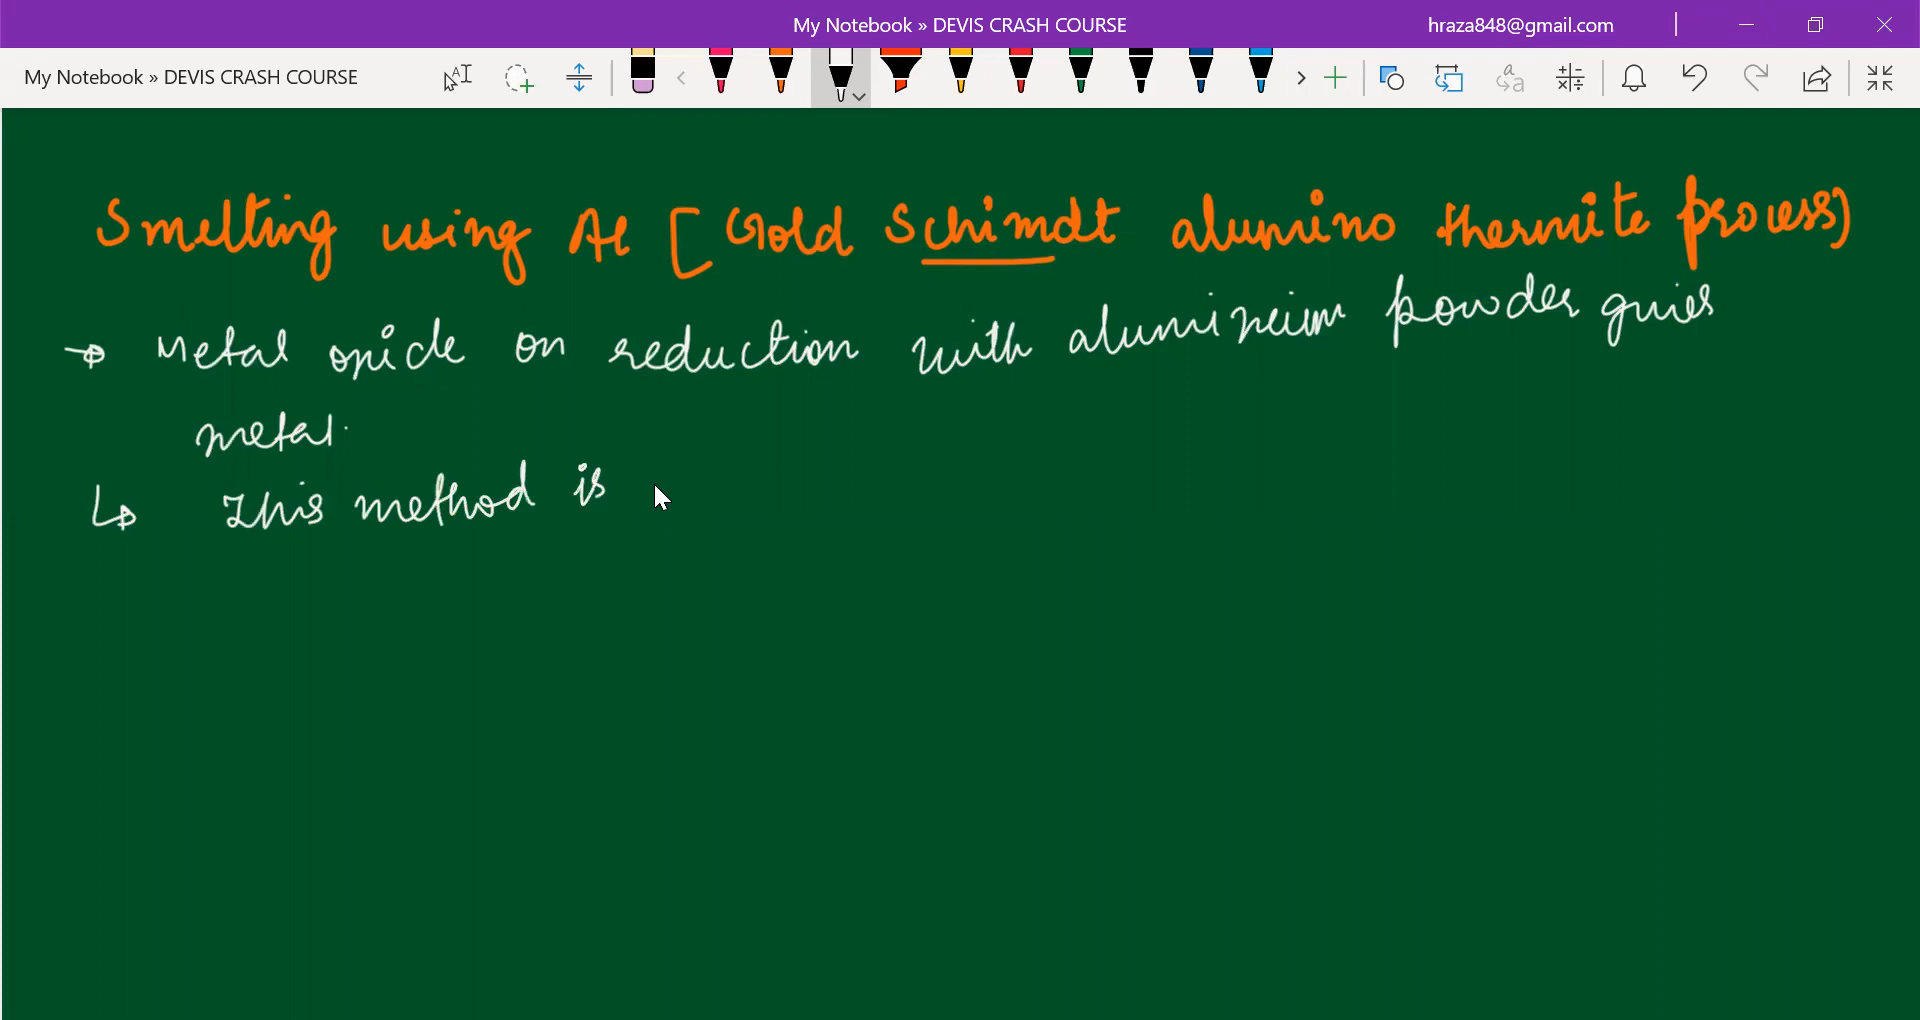 My Notebook » DEVIS CRASH COURSE
hraza848@gmail.com
My Notebook » DEVIS CRASH COURSE
Smelting using Al [Gold Schimdt alumino thermite process)
→ Metal oxide on reduction with aluminium powder gives
metal.
↳ This method is